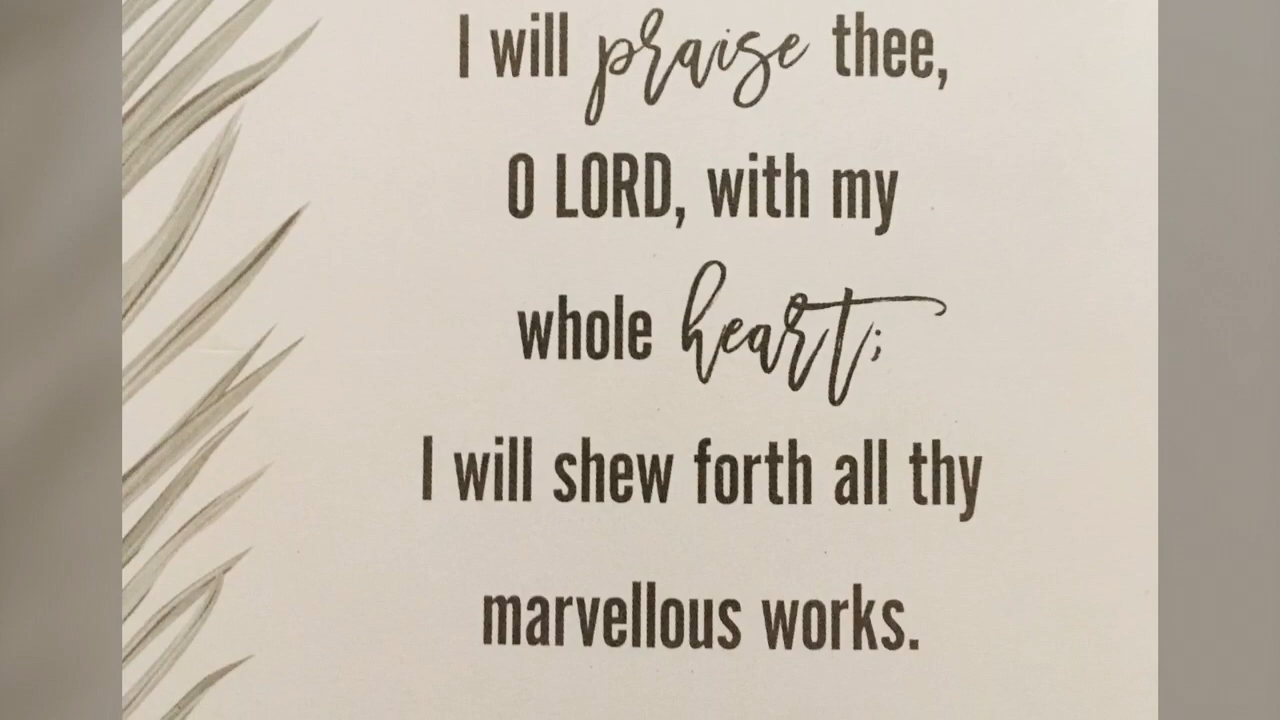 I will praise thee,
O LORD, with my
whole heart;
I will shew forth all thy
marvellous works.